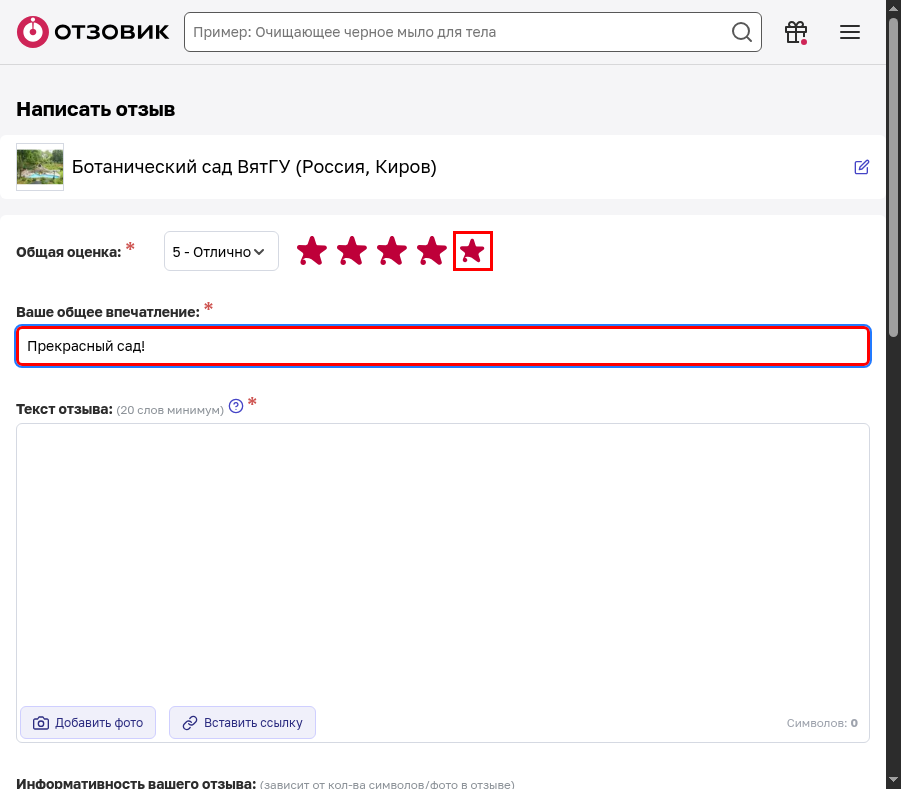 ОТЗОВИК
Пример: Очищающее черное мыло для тела
Написать отзыв
Ботанический сад ВятГУ (Россия, Киров)
Общая оценка: *
5 - Отлично
Ваше общее впечатление: *
Прекрасный сад!
Текст отзыва: (20 слов минимум) ? *
Добавить фото
Вставить ссылку
Символов: 0
Информативность вашего отзыва: (зависит от кол-ва символов/фото в отзыве)